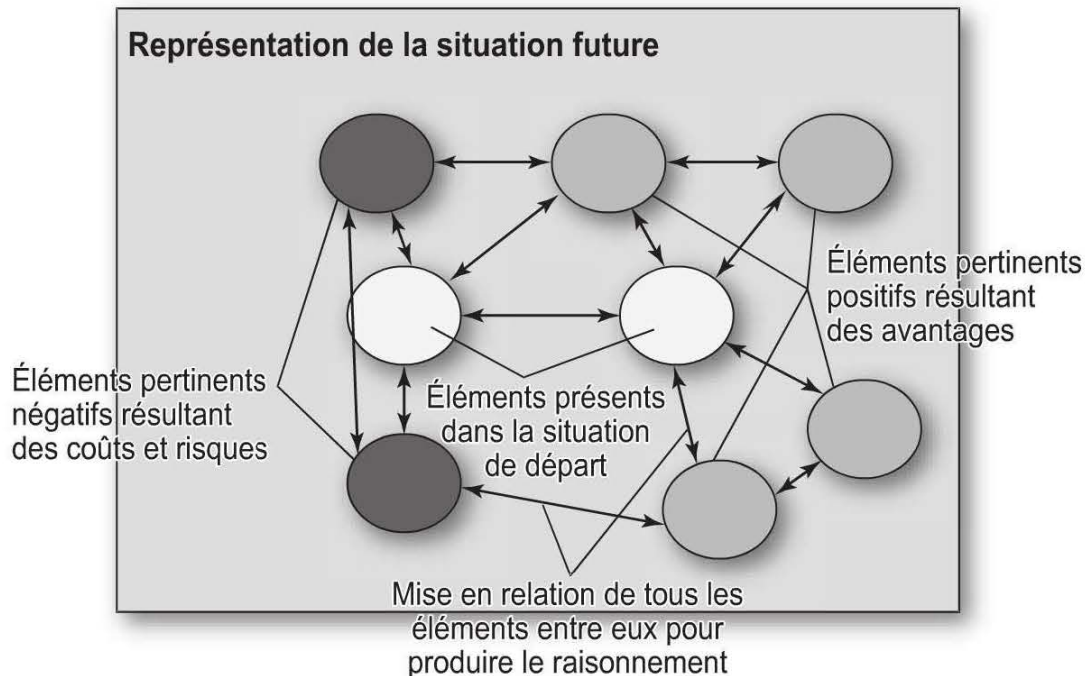 Représentation de la situation future
Éléments pertinents
positifs résultant
des avantages
Éléments pertinents
négatifs résultant
des coûts et risques
Éléments présents
dans la situation
de départ
Mise en relation de tous les
éléments entre eux pour
produire le raisonnement